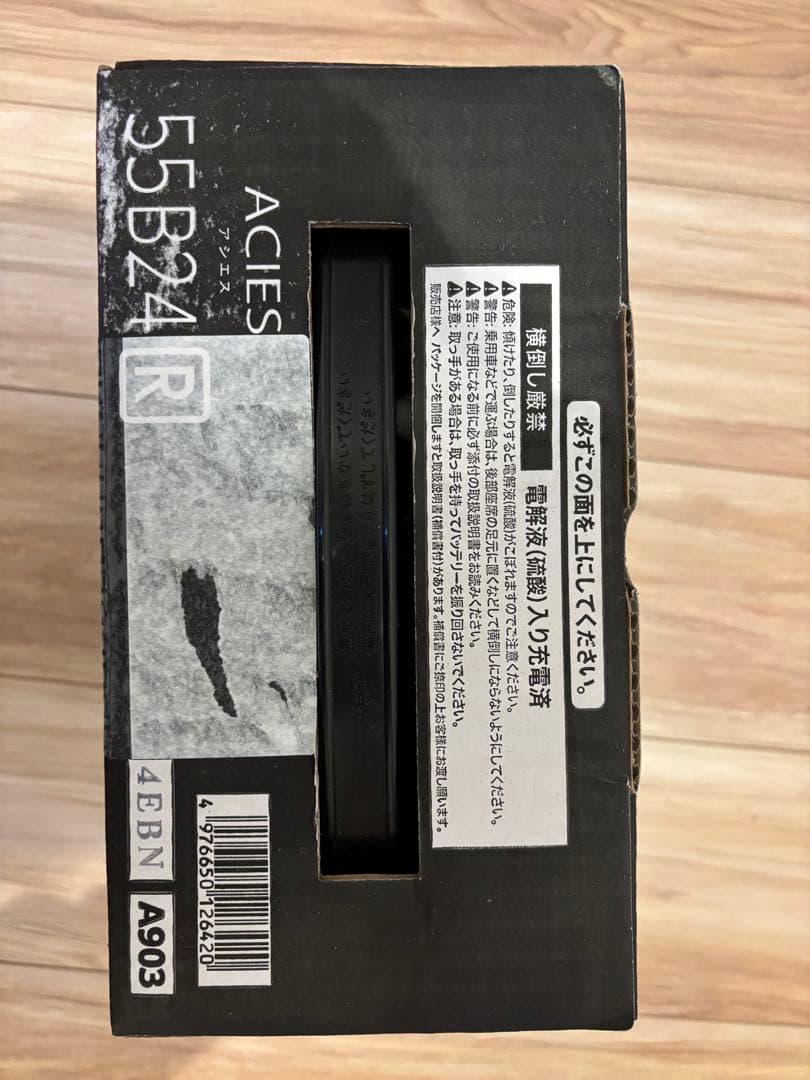 必ずこの面を上にしてください。
横倒し厳禁 電解液(硫酸)入り充電済
危険: 傾けたり、倒したりすると電解液(硫酸)がこぼれますのでご注意ください。
警告: 乗用車などで運ぶ場合は、後部座席の足元に置くなどして横倒しにならないようにしてください。
警告: ご使用になる前に必ず添付の取扱説明書をお読みください。
注意: 取っ手がある場合は、取っ手を持ってバッテリーを振り回さないでください。
販売店様へ パッケージを開梱しますと取扱説明書(補償書付)があります。補償書にご捺印の上お客様にお渡し願います。
ACIES
アシエス
55B24 R
4 976650 126420
4EBN
A903